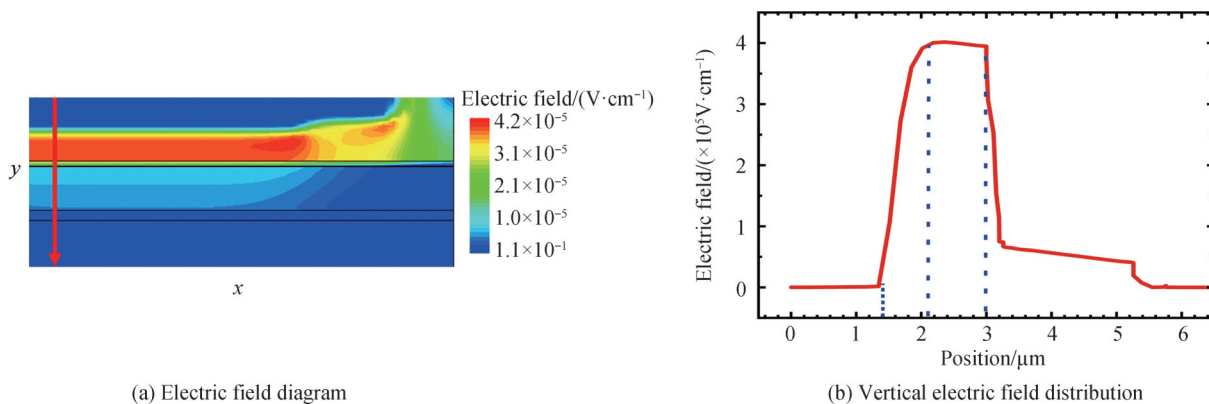 Electric field/(V·cm⁻¹)
4.2×10⁻⁵
3.1×10⁻⁵
2.1×10⁻⁵
1.0×10⁻⁵
1.1×10⁻¹
y
x
(a) Electric field diagram
Electric field/(×10⁵V·cm⁻¹)
4
3
2
1
0
0 1 2 3 4 5 6
Position/μm
(b) Vertical electric field distribution